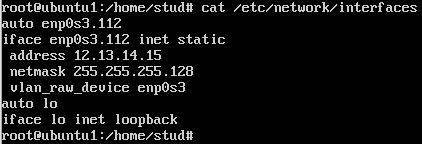 root@ubuntu1:/home/stud# cat /etc/network/interfaces
auto enp0s3.112
iface enp0s3.112 inet static
 address 12.13.14.15
 netmask 255.255.255.128
 vlan_raw_device enp0s3
auto lo
iface lo inet loopback
root@ubuntu1:/home/stud#